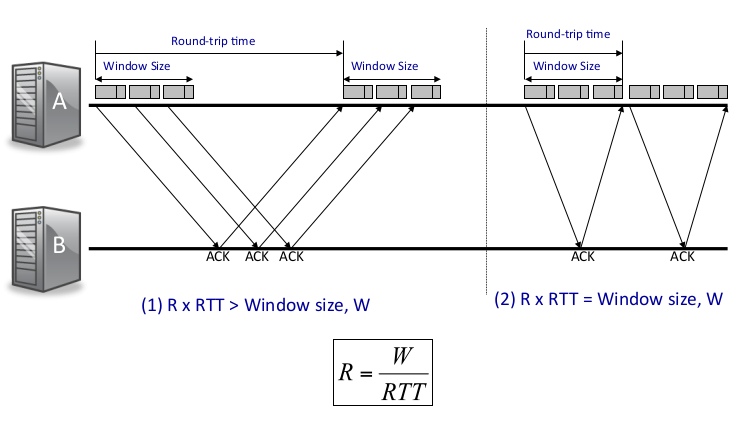 Round-trip time
Window Size
Window Size
Round-trip time
Window Size
A
B
ACK ACK ACK
ACK
ACK
(1) R x RTT > Window size, W
(2) R x RTT = Window size, W
R = W / RTT